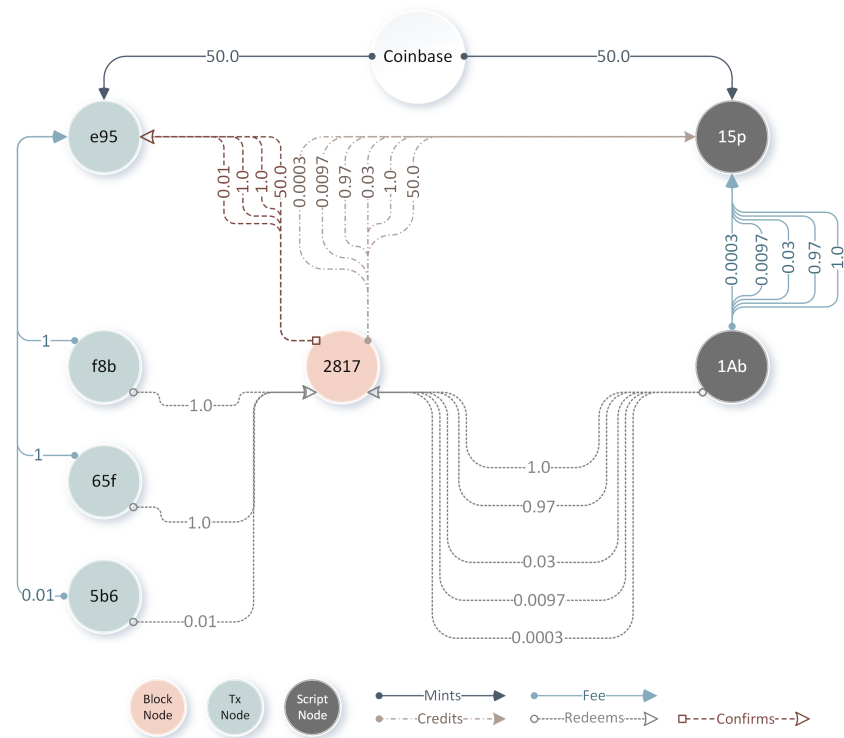 Coinbase
50.0
50.0
e95
15p
0.01
1.0
1.0
50.0
0.0003
0.0097
0.97
0.03
1.0
50.0
0.0003
0.0097
0.03
0.97
1.0
1
f8b
2817
1Ab
1.0
1
65f
1.0
1.0
0.97
0.03
0.01
5b6
0.0097
0.01
0.0003
Block
Node
Tx
Node
Script
Node
Mints
Fee
Credits
Redeems
Confirms